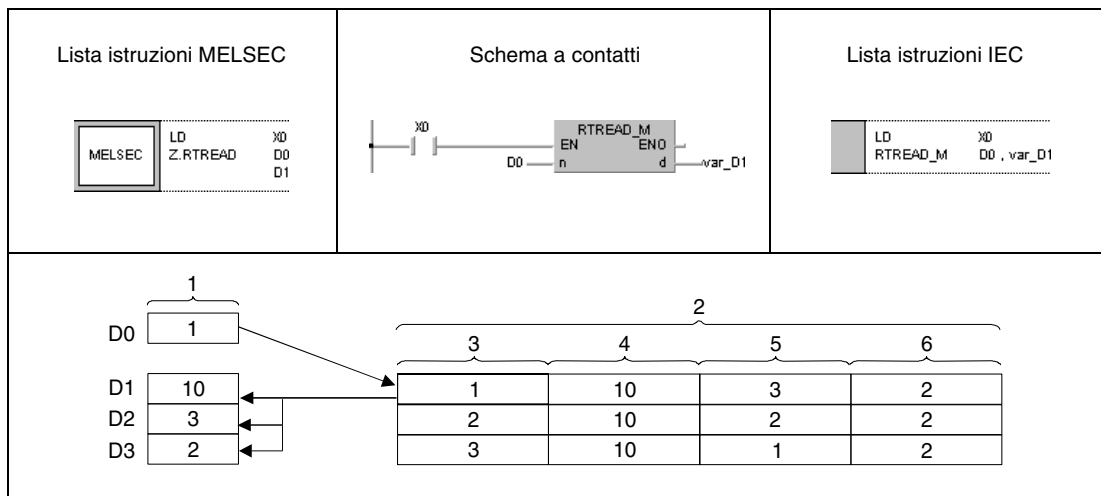 Lista istruzioni MELSEC
Schema a contatti
Lista istruzioni IEC
MELSEC
LD X0
Z.RTREAD D0
D1
X0
RTREAD_M
EN ENO
D0 n d var_D1
LD X0
RTREAD_M D0 , var_D1
1
D0 1
2
3 4 5 6
D1 10 1 10 3 2
D2 3 2 10 2 2
D3 2 3 10 1 2